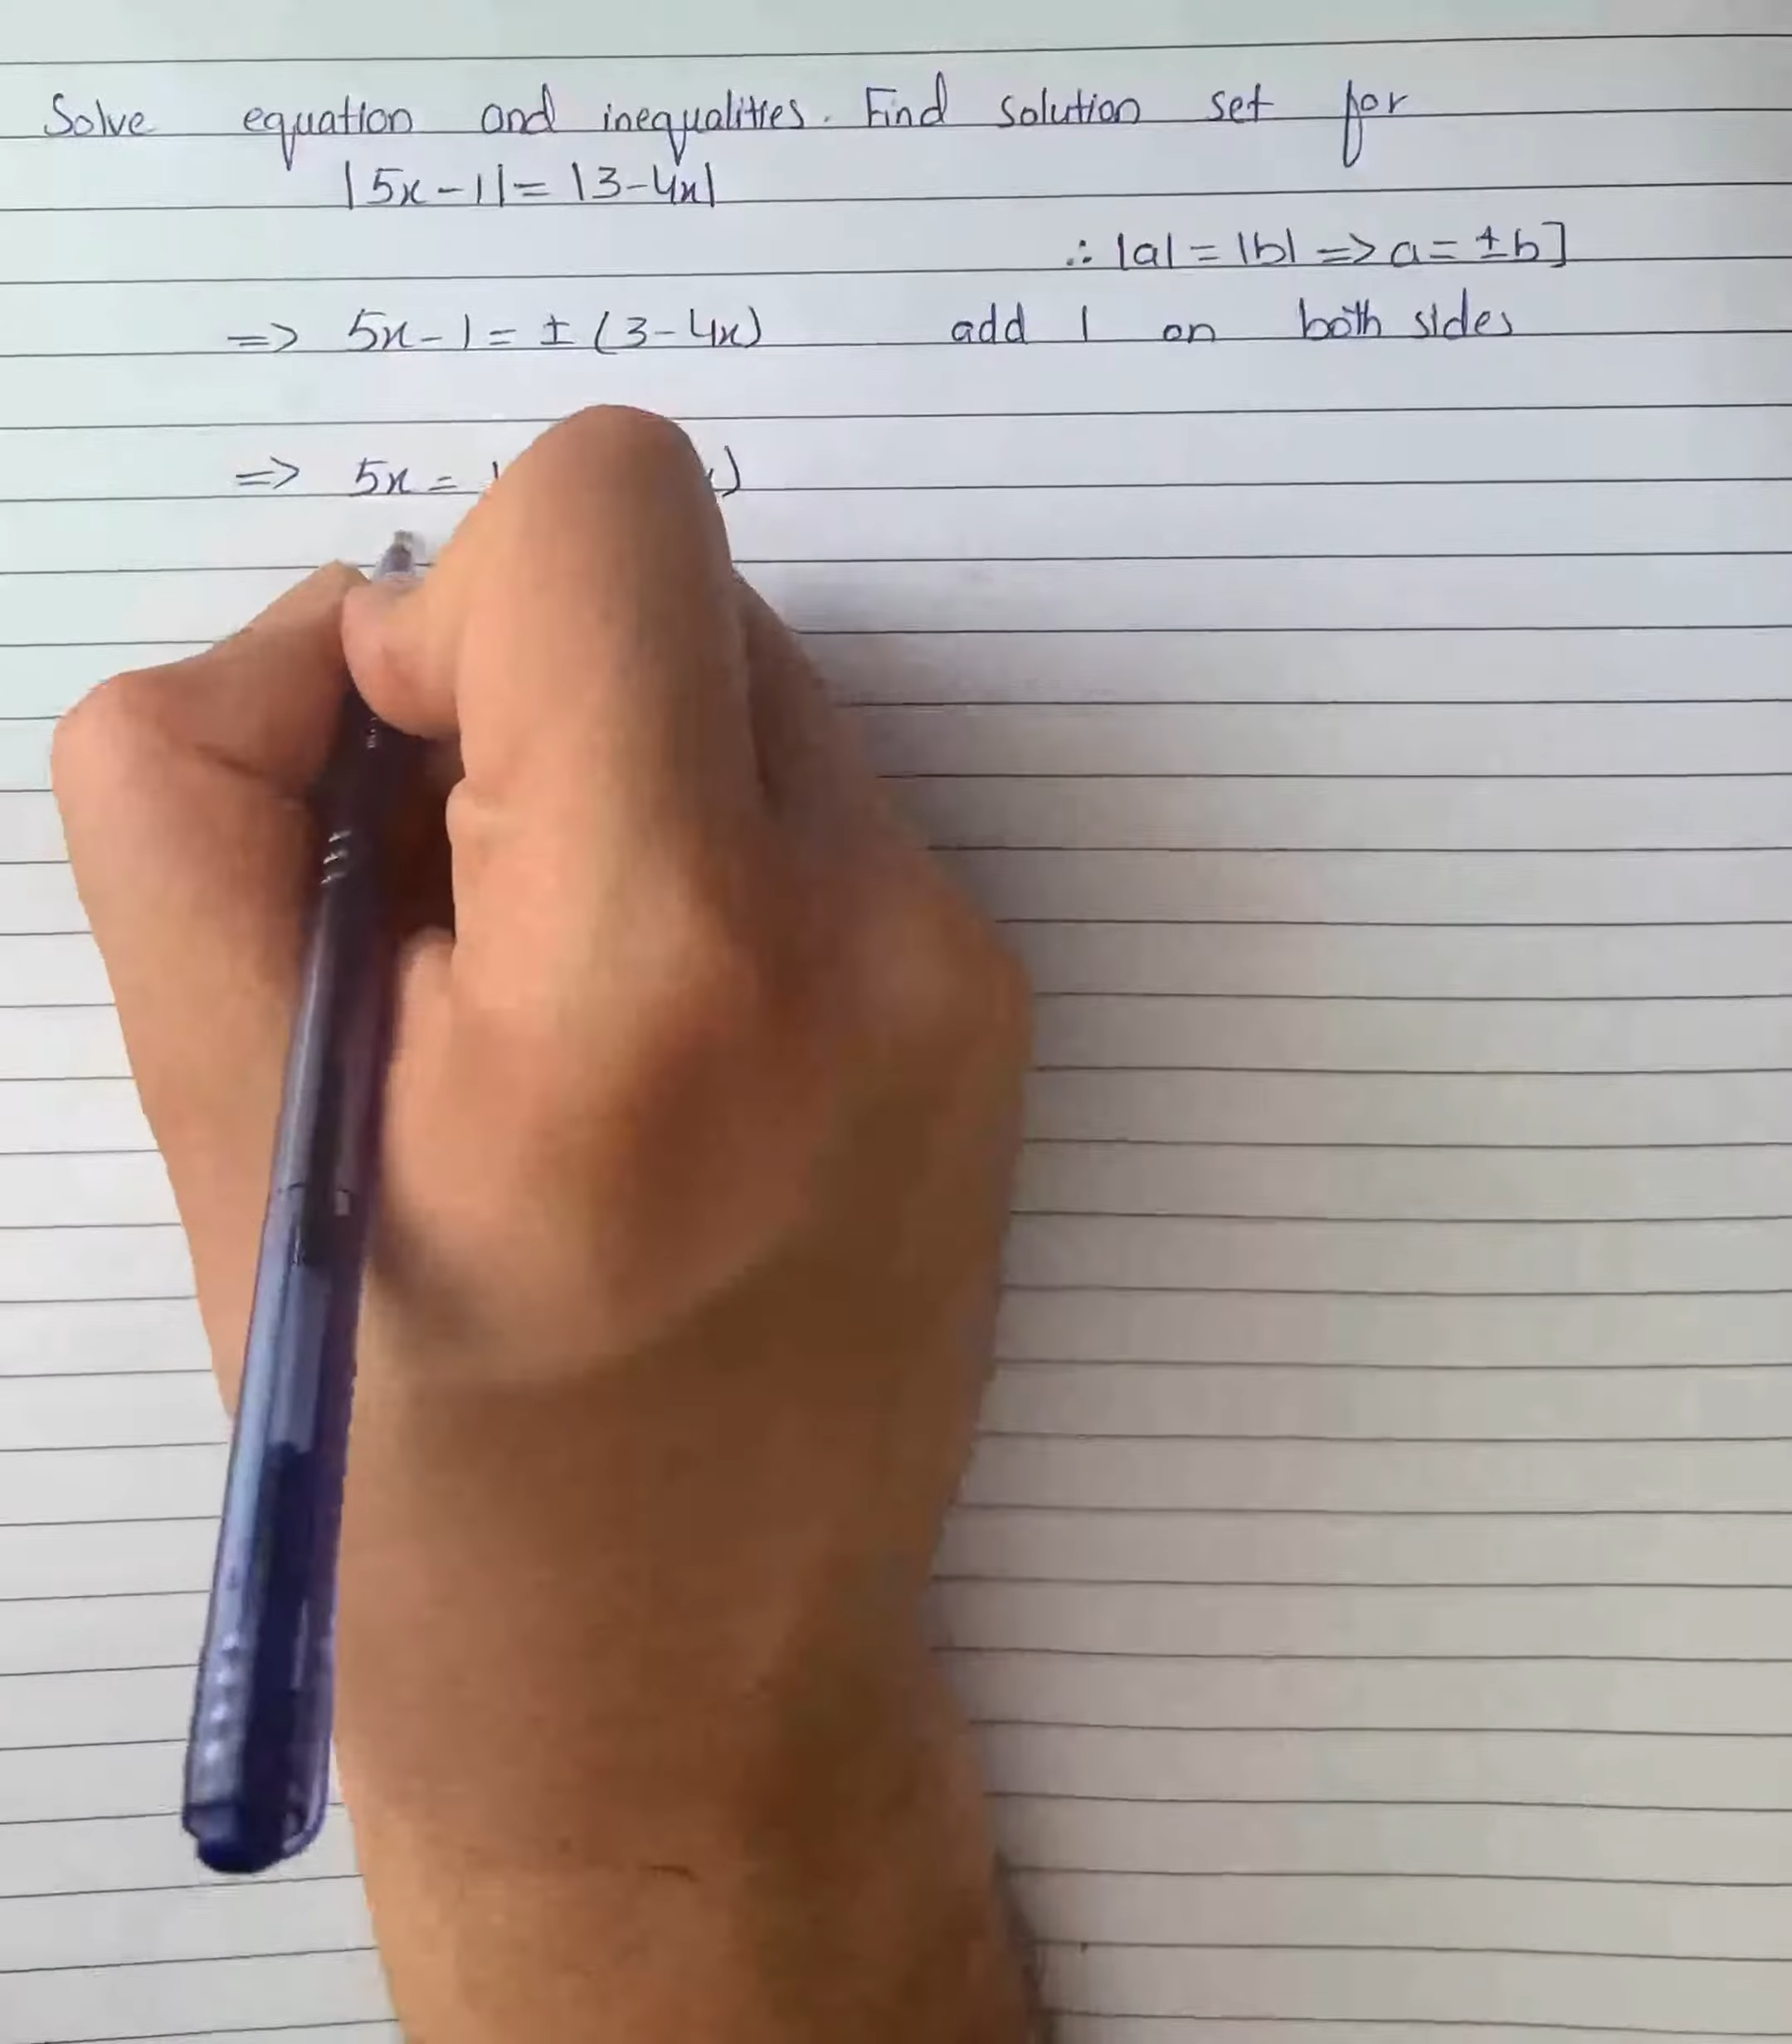 Solve equation and inequalities. Find solution set for
|5x-1| = |3-4x|
∴ |a| = |b| => a = ±b]
=> 5x-1 = ± (3-4x) add 1 on both sides
=> 5x = )